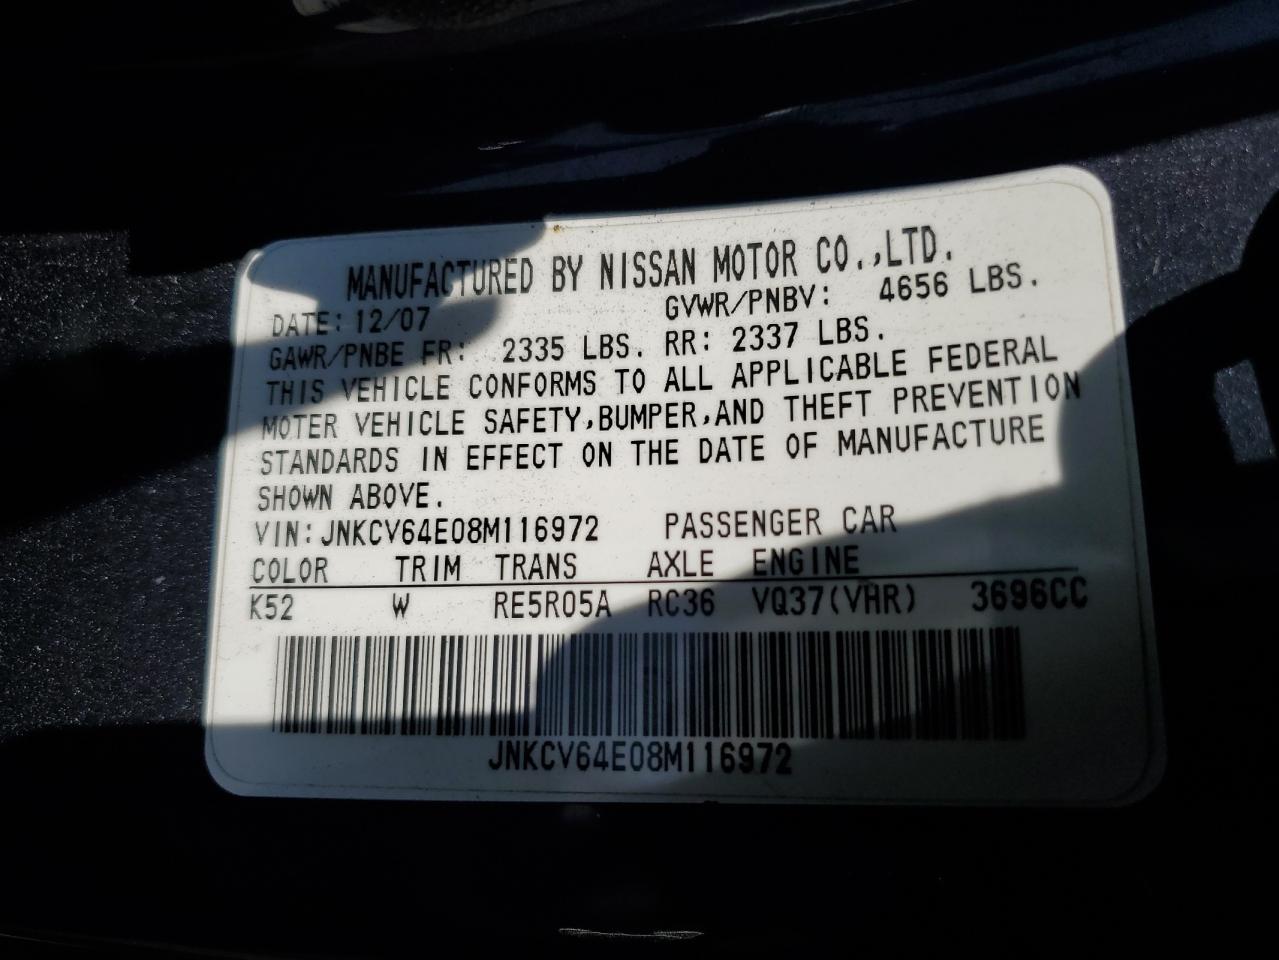 MANUFACTURED BY NISSAN MOTOR CO.,LTD.
DATE: 12/07 GVWR/PNBV: 4656 LBS.
GAWR/PNBE FR: 2335 LBS. RR: 2337 LBS.
THIS VEHICLE CONFORMS TO ALL APPLICABLE FEDERAL
MOTER VEHICLE SAFETY,BUMPER,AND THEFT PREVENTION
STANDARDS IN EFFECT ON THE DATE OF MANUFACTURE
SHOWN ABOVE.
VIN:JNKCV64E08M116972 PASSENGER CAR
COLOR TRIM TRANS AXLE ENGINE
K52 W RE5R05A RC36 VQ37(VHR) 3696CC
JNKCV64E08M116972